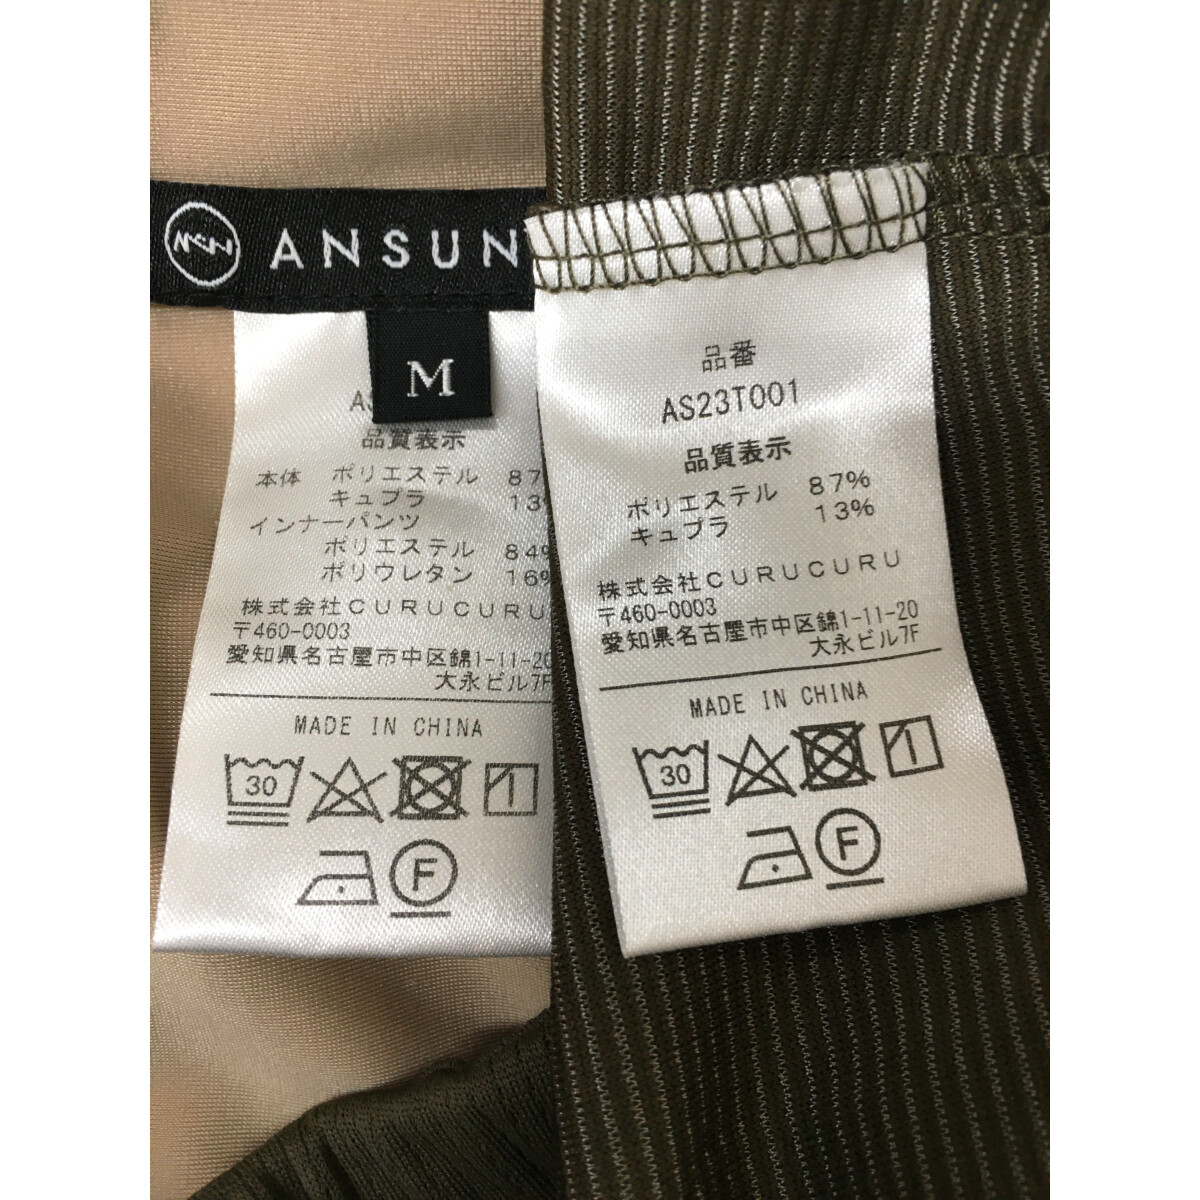 ANSUN
M
AS
品質表示
本体 ポリエステル 87
キュプラ 13%
インナーパンツ
ポリエステル 84%
ポリウレタン 16%
株式会社CURUCURU
〒460-0003
愛知県名古屋市中区錦1-11-20
大永ビル7F
MADE IN CHINA
30
F
品番
AS23T001
品質表示
ポリエステル 87%
キュプラ 13%
株式会社CURUCURU
〒460-0003
愛知県名古屋市中区錦1-11-20
大永ビル7F
MADE IN CHINA
30
F